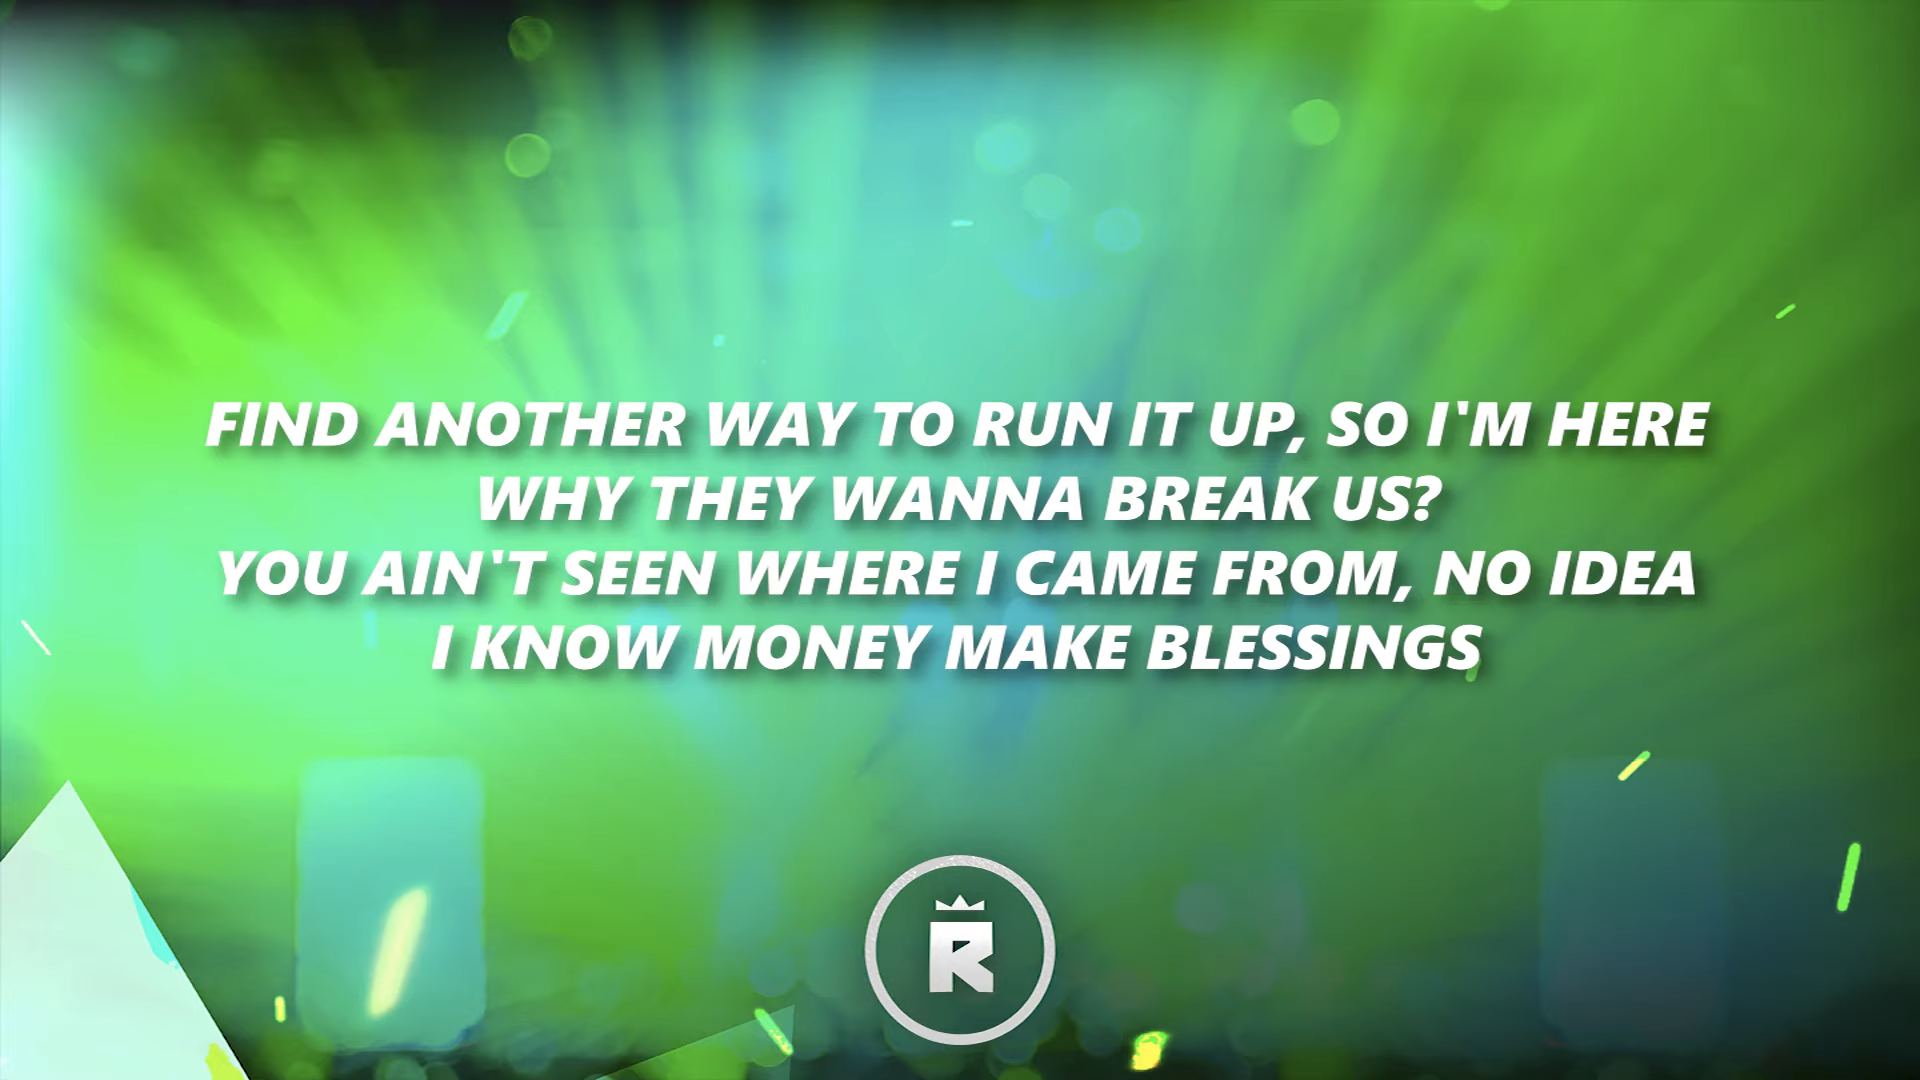 FIND ANOTHER WAY TO RUN IT UP, SO I'M HERE
WHY THEY WANNA BREAK US?
YOU AIN'T SEEN WHERE I CAME FROM, NO IDEA
I KNOW MONEY MAKE BLESSINGS
R